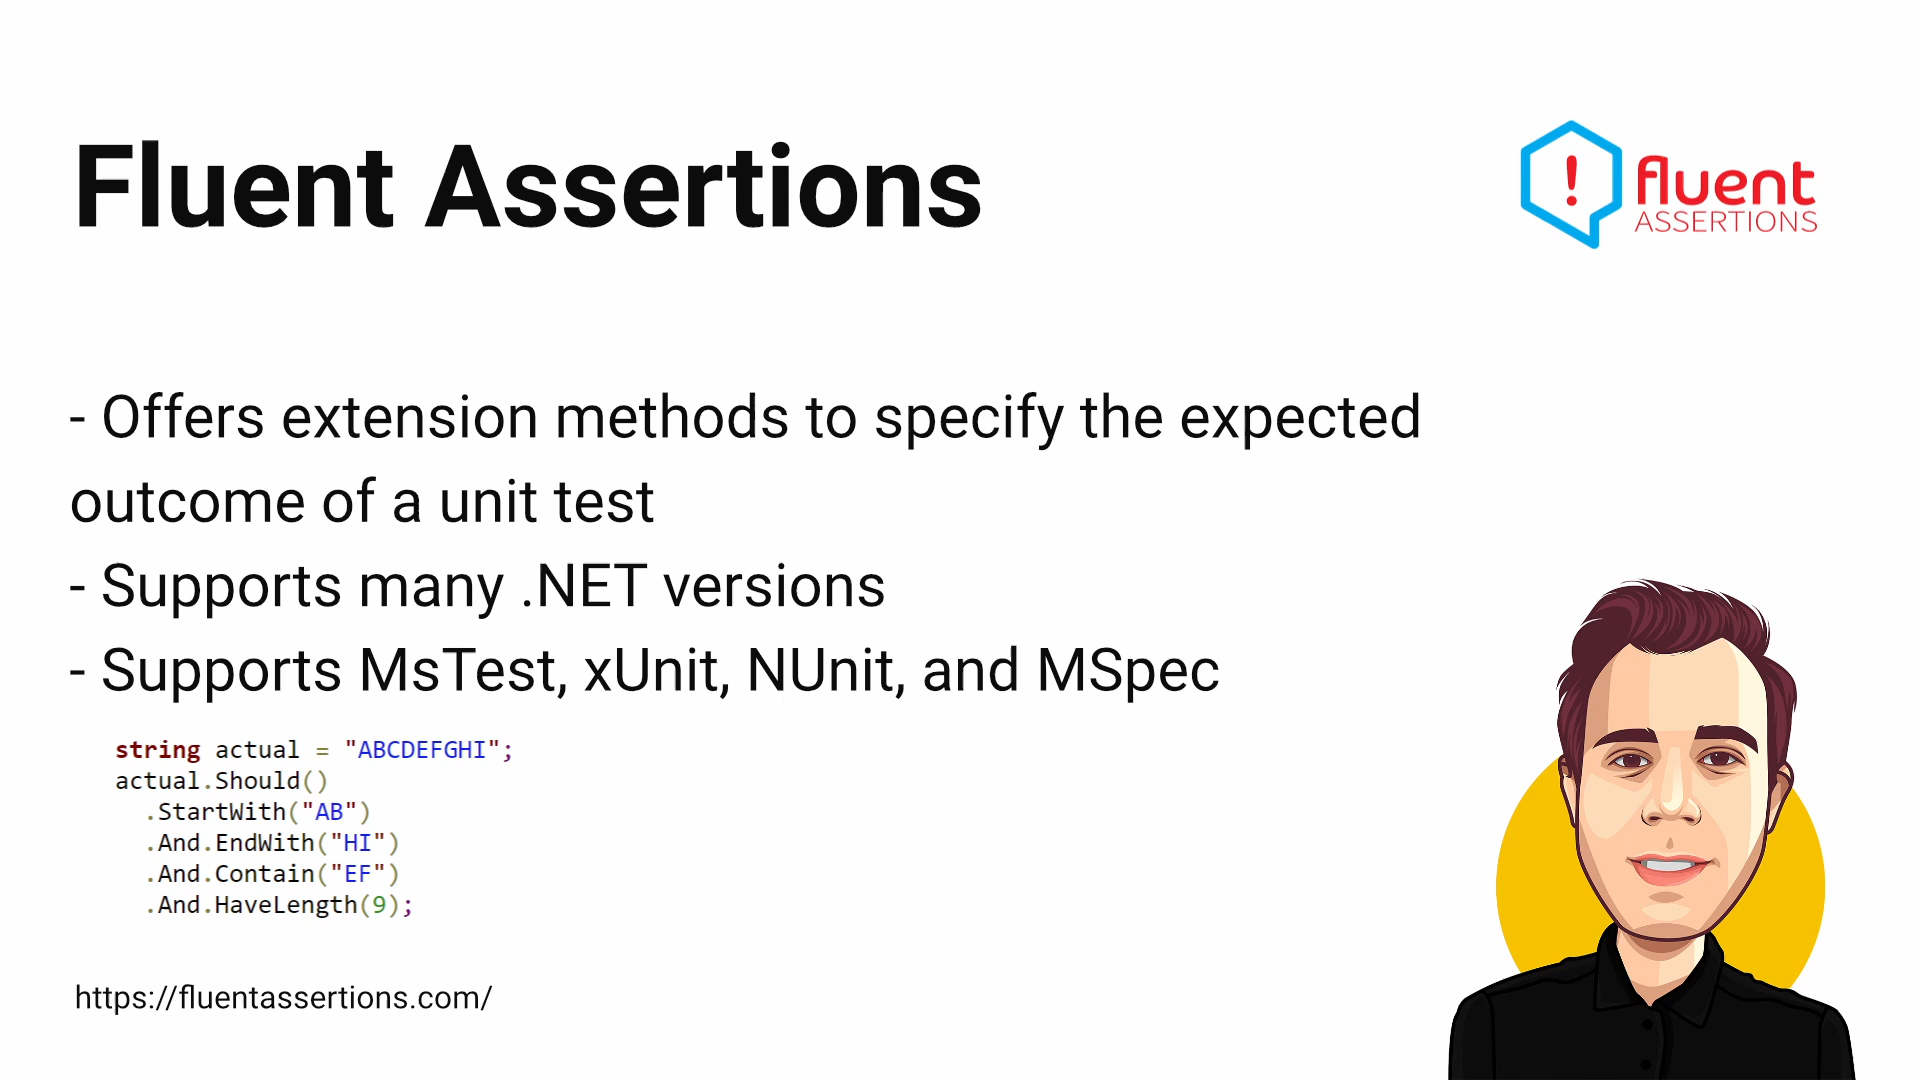 Fluent Assertions
!
fluent
ASSERTIONS
- Offers extension methods to specify the expected
outcome of a unit test
- Supports many .NET versions
- Supports MsTest, xUnit, NUnit, and MSpec
string actual = "ABCDEFGHI";
actual.Should()
  .StartWith("AB")
  .And.EndWith("HI")
  .And.Contain("EF")
  .And.HaveLength(9);
https://fluentassertions.com/